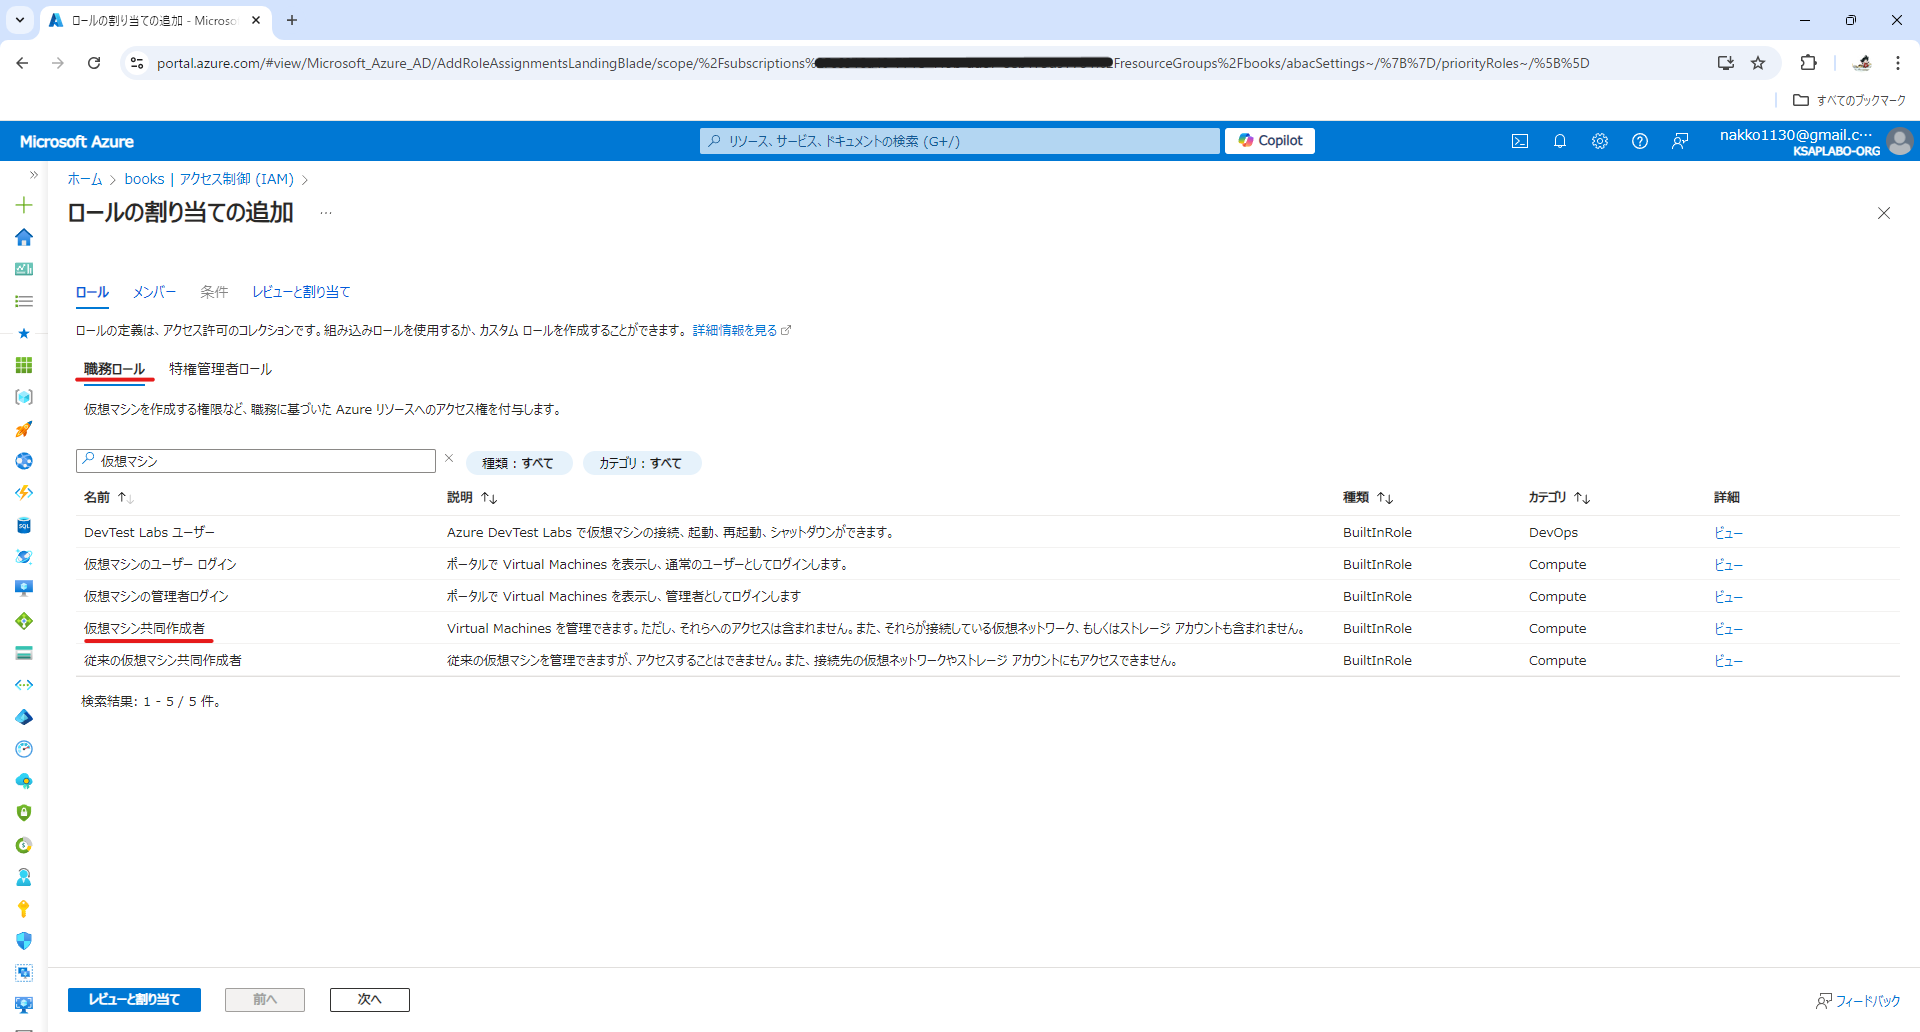 ロールの割り当ての追加 - Microso
portal.azure.com/#view/Microsoft_Azure_AD/AddRoleAssignmentsLandingBlade/scope/%2Fsubscriptions%
FresourceGroups%2Fbooks/abacSettings~/%7B%7D/priorityRoles~/%5B%5D
すべてのブックマーク
Microsoft Azure
リソース、サービス、ドキュメントの検索 (G+/)
Copilot
nakko1130@gmail.c…
KSAPLABO-ORG
ホーム > books | アクセス制御 (IAM) >
ロールの割り当ての追加 …
ロール メンバー 条件 レビューと割り当て
ロールの定義は、アクセス許可のコレクションです。組み込みロールを使用するか、カスタム ロールを作成することができます。 詳細情報を見る
職務ロール 特権管理者ロール
仮想マシンを作成する権限など、職務に基づいた Azure リソースへのアクセス権を付与します。
仮想マシン
種類 : すべて
カテゴリ : すべて
名前 ↑↓ 説明 ↑↓ 種類 ↑↓ カテゴリ ↑↓ 詳細
DevTest Labs ユーザー Azure DevTest Labs で仮想マシンの接続、起動、再起動、シャットダウンができます。 BuiltInRole DevOps ビュー
仮想マシンのユーザー ログイン ポータルで Virtual Machines を表示し、通常のユーザーとしてログインします。 BuiltInRole Compute ビュー
仮想マシンの管理者ログイン ポータルで Virtual Machines を表示し、管理者としてログインします BuiltInRole Compute ビュー
仮想マシン共同作成者 Virtual Machines を管理できます。ただし、それらへのアクセスは含まれません。また、それらが接続している仮想ネットワーク、もしくはストレージ アカウントも含まれません。 BuiltInRole Compute ビュー
従来の仮想マシン共同作成者 従来の仮想マシンを管理できますが、アクセスすることはできません。また、接続先の仮想ネットワークやストレージ アカウントにもアクセスできません。 BuiltInRole Compute ビュー
検索結果: 1 - 5 / 5 件。
レビューと割り当て 前へ 次へ
フィードバック